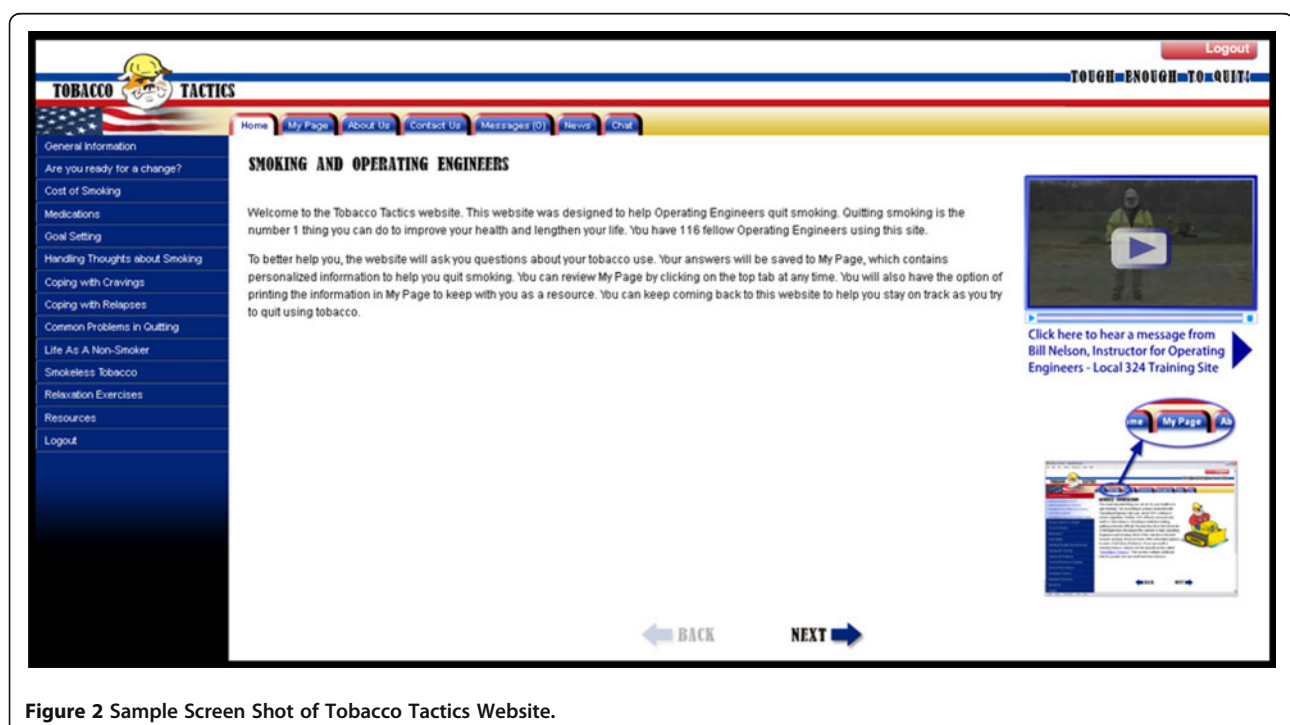 Logout
TOUGH ENOUGH TO QUIT!
TOBACCO TACTICS
Home My Page About Us Contact Us Messages (0) News Chat
General Information
Are you ready for a change?
Cost of Smoking
Medications
Goal Setting
Handling Thoughts about Smoking
Coping with Cravings
Coping with Relapses
Common Problems in Quitting
Life As A Non-Smoker
Smokeless Tobacco
Relaxation Exercises
Resources
Logout
SMOKING AND OPERATING ENGINEERS
Welcome to the Tobacco Tactics website. This website was designed to help Operating Engineers quit smoking. Quitting smoking is the
number 1 thing you can do to improve your health and lengthen your life. You have 116 fellow Operating Engineers using this site.
To better help you, the website will ask you questions about your tobacco use. Your answers will be saved to My Page, which contains
personalized information to help you quit smoking. You can review My Page by clicking on the top tab at any time. You will also have the option of
printing the information in My Page to keep with you as a resource. You can keep coming back to this website to help you stay on track as you try
to quit using tobacco.
Click here to hear a message from
Bill Nelson, Instructor for Operating
Engineers - Local 324 Training Site
ome My Page Ab
BACK NEXT
BACK NEXT
Figure 2 Sample Screen Shot of Tobacco Tactics Website.